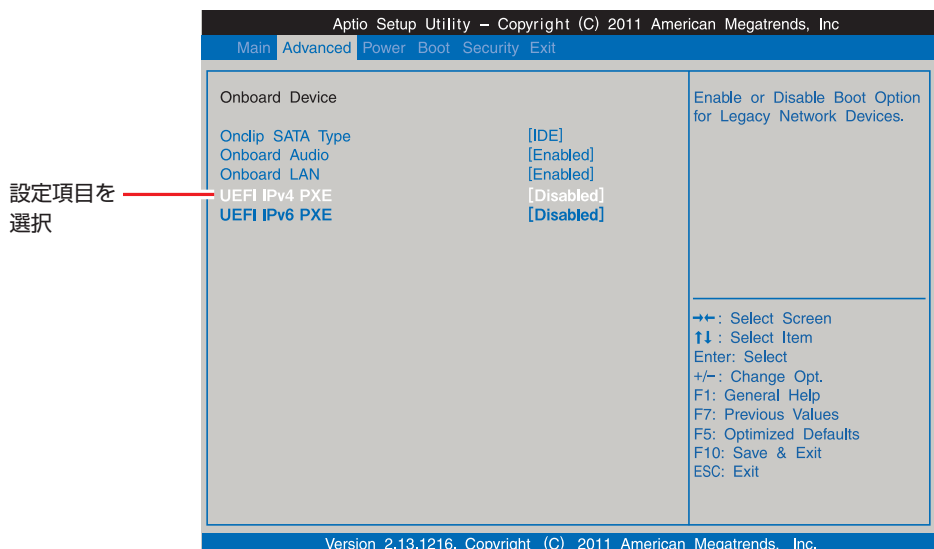 Aptio Setup Utility – Copyright (C) 2011 American Megatrends, Inc
Main Advanced Power Boot Security Exit
Onboard Device
Onclip SATA Type [IDE]
Onboard Audio [Enabled]
Onboard LAN [Enabled]
UEFI IPv4 PXE [Disabled]
UEFI IPv6 PXE [Disabled]
設定項目を
選択
Enable or Disable Boot Option
for Legacy Network Devices.
→←: Select Screen
↑↓ : Select Item
Enter: Select
+/−: Change Opt.
F1: General Help
F7: Previous Values
F5: Optimized Defaults
F10: Save & Exit
ESC: Exit
Version 2.13.1216. Copyright (C) 2011 American Megatrends, Inc.